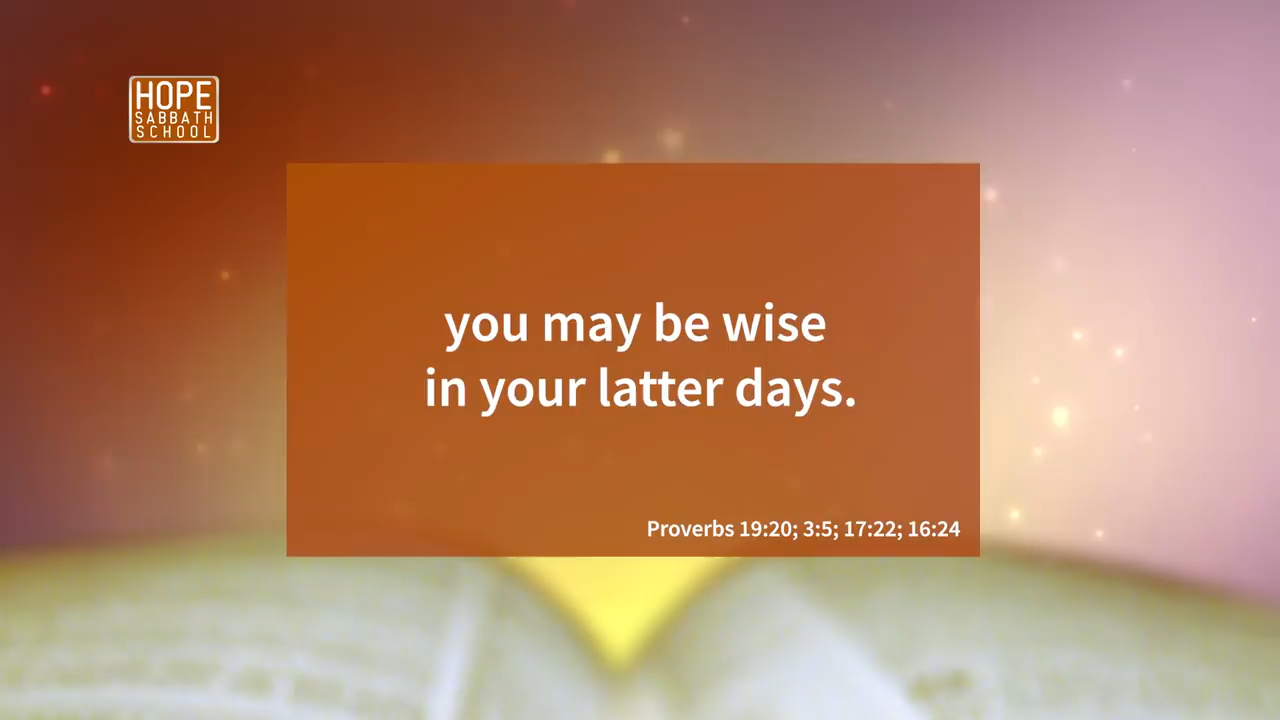 HOPE
SABBATH
SCHOOL
you may be wise
in your latter days.
Proverbs 19:20; 3:5; 17:22; 16:24